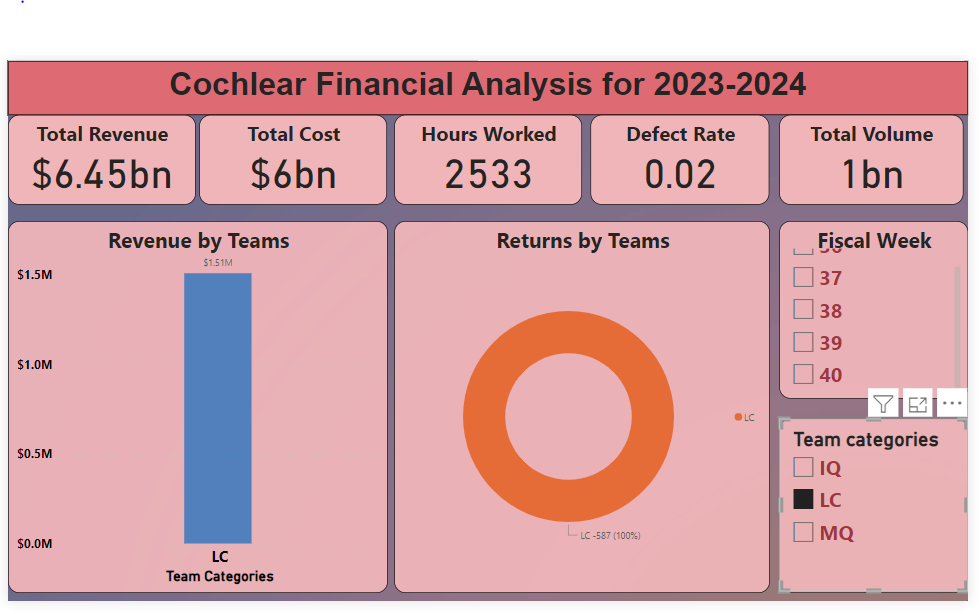 Cochlear Financial Analysis for 2023-2024
Total Revenue
$6.45bn
Total Cost
$6bn
Hours Worked
2533
Defect Rate
0.02
Total Volume
1bn
Revenue by Teams
$1.51M
$1.5M
$1.0M
$0.5M
$0.0M
LC
Team Categories
Returns by Teams
LC
LC -587 (100%)
Fiscal Week
37
38
39
40
Team categories
IQ
LC
MQ